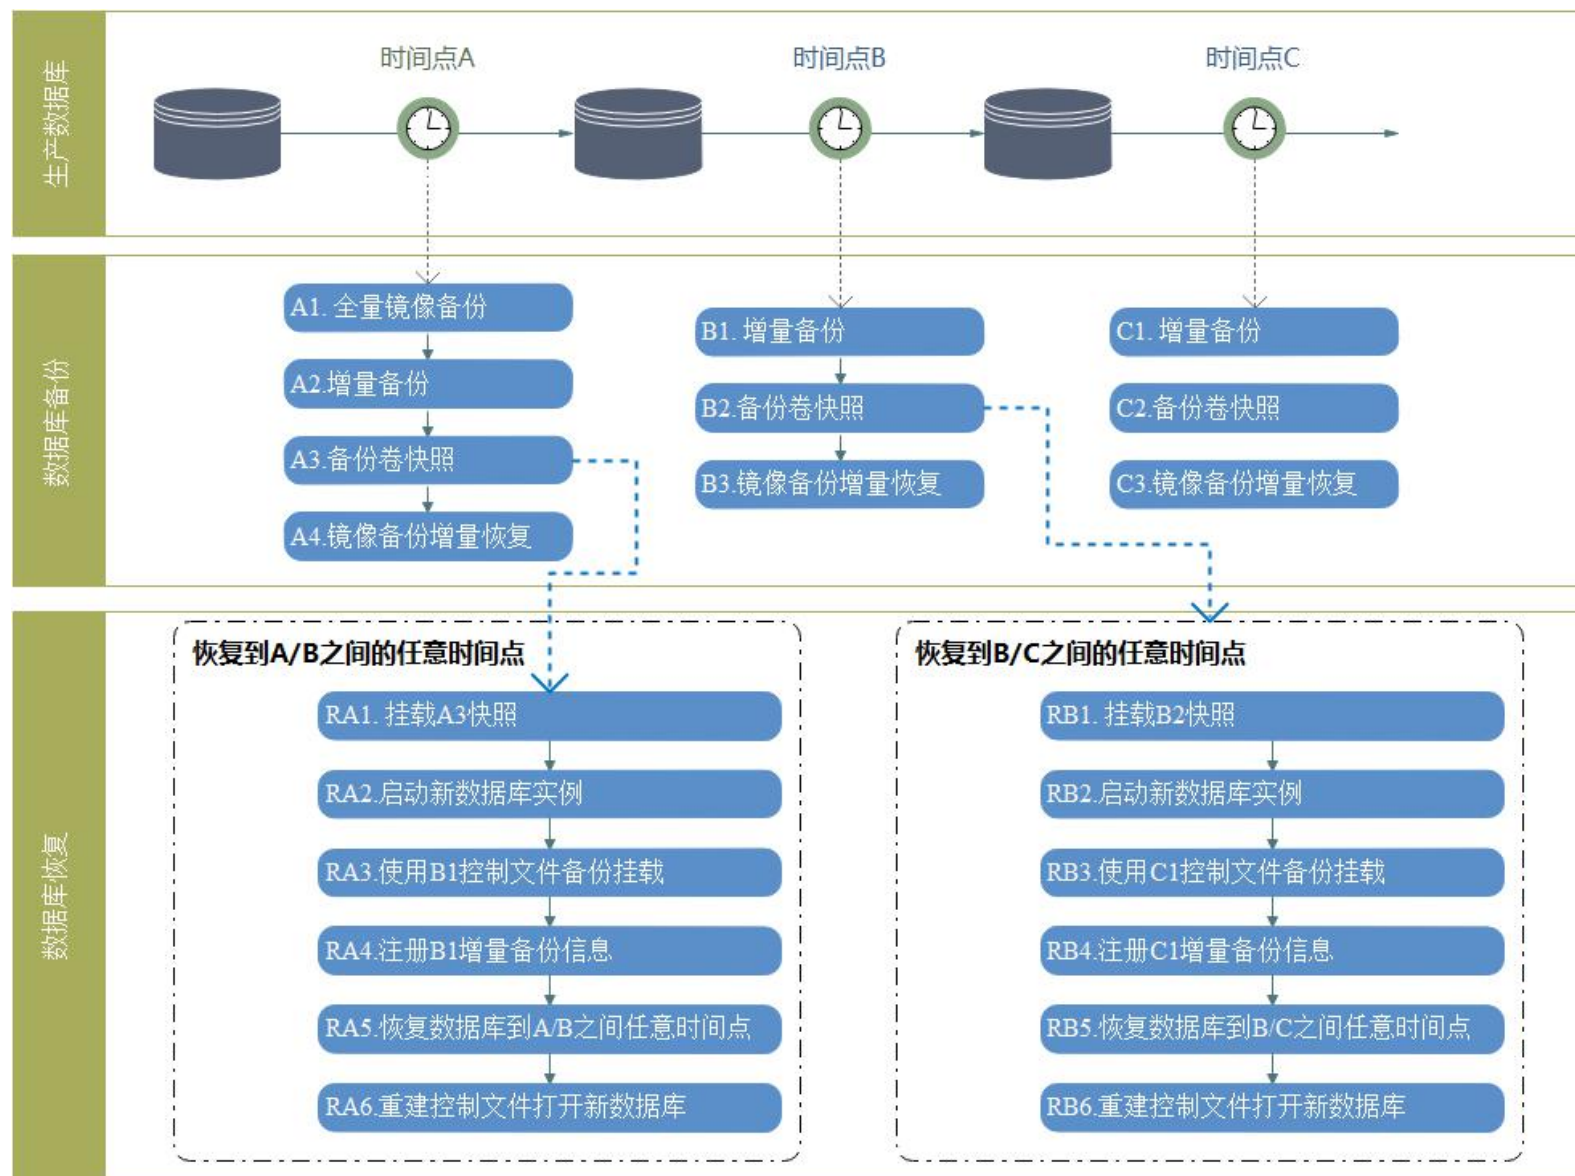 生产数据库
时间点A
时间点B
时间点C
数据库备份
A1. 全量镜像备份
A2.增量备份
A3.备份卷快照
A4.镜像备份增量恢复
B1. 增量备份
B2.备份卷快照
B3.镜像备份增量恢复
C1. 增量备份
C2.备份卷快照
C3.镜像备份增量恢复
数据库恢复
恢复到A/B之间的任意时间点
RA1. 挂载A3快照
RA2.启动新数据库实例
RA3.使用B1控制文件备份挂载
RA4.注册B1增量备份信息
RA5.恢复数据库到A/B之间任意时间点
RA6.重建控制文件打开新数据库
恢复到B/C之间的任意时间点
RB1. 挂载B2快照
RB2.启动新数据库实例
RB3.使用C1控制文件备份挂载
RB4.注册C1增量备份信息
RB5.恢复数据库到B/C之间任意时间点
RB6.重建控制文件打开新数据库